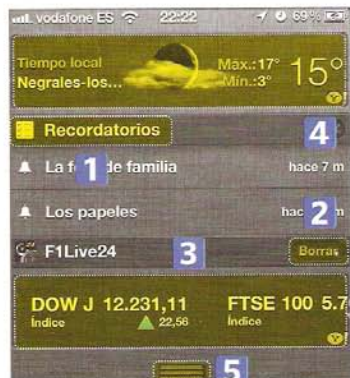 vodafone ES 22:22 69%
Tiempo local Máx.:17° 15°
Negrales-los... Mín.:3°
Recordatorios 4
1 La f de familia hace 7 m
Los papeles hac 2
F1Live24 3 Borrar
DOW J 12.231,11 FTSE 100 5.7
Índice 22,56 Índice
5